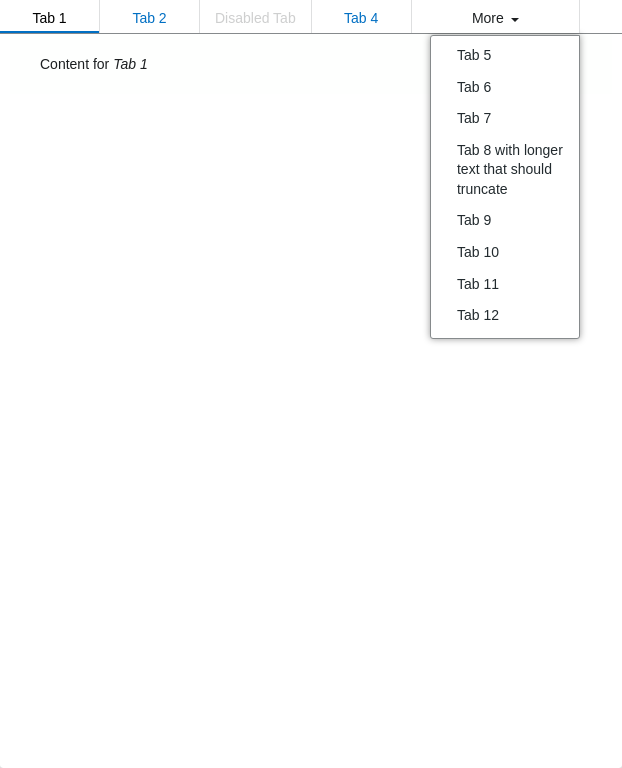 Tab 1 Tab 2 Disabled Tab Tab 4 More
Content for Tab 1
Tab 5
Tab 6
Tab 7
Tab 8 with longer
text that should
truncate
Tab 9
Tab 10
Tab 11
Tab 12